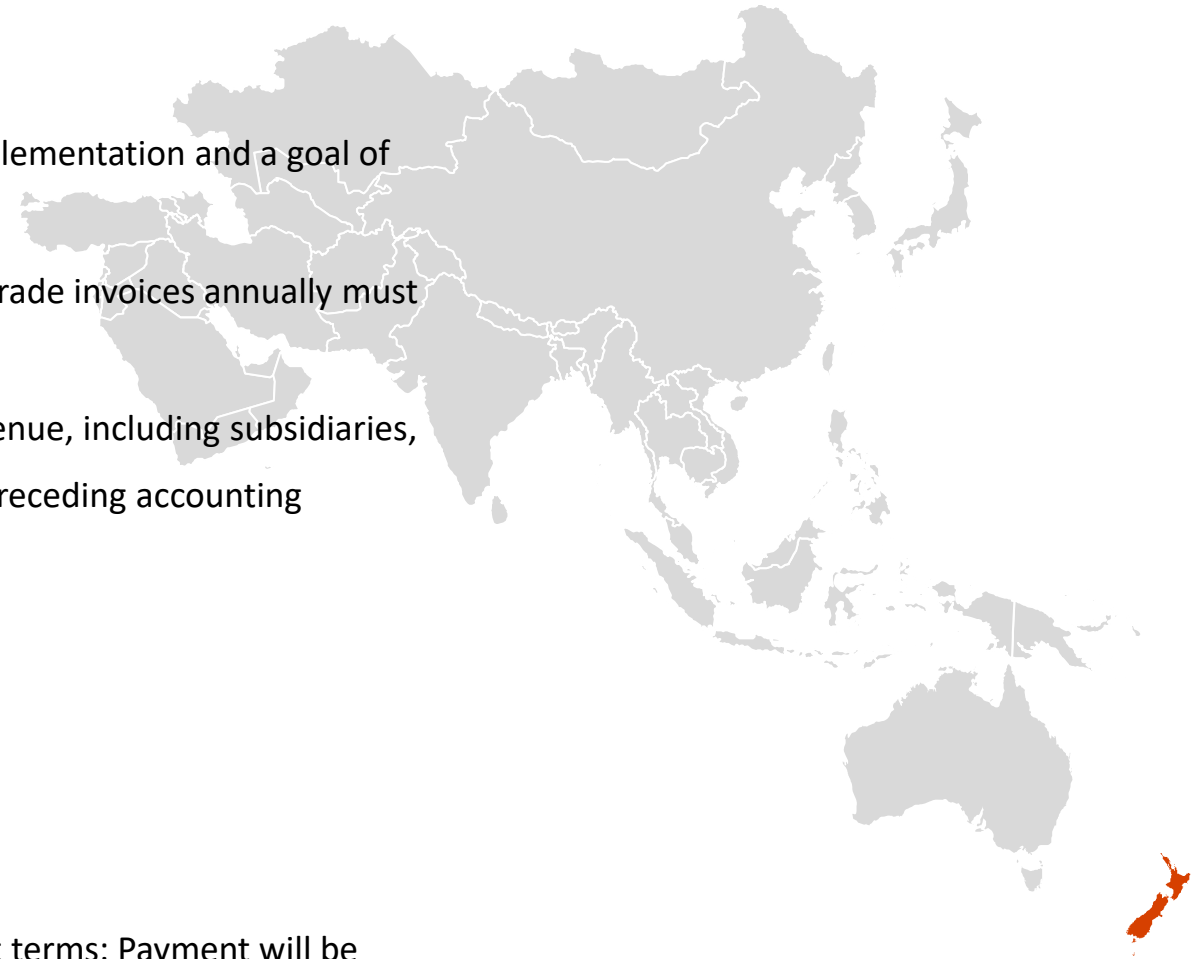 lementation and a goal of
rade invoices annually must
enue, including subsidiaries,
receding accounting
terms: Payment will be